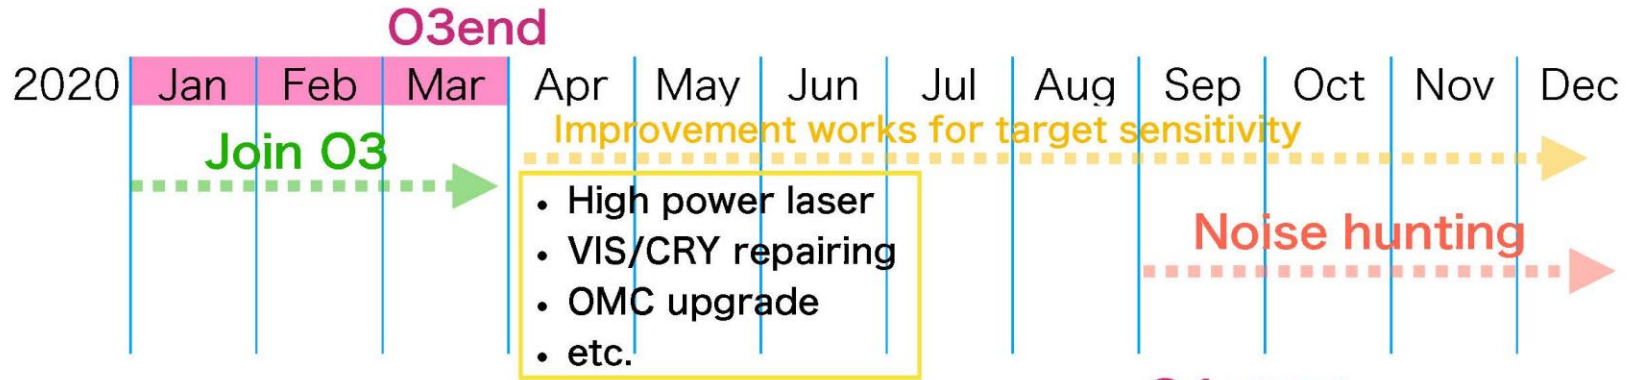 O3end
2020 Jan Feb Mar Apr May Jun Jul Aug Sep Oct Nov Dec
Improvement works for target sensitivity
Join O3
• High power laser
• VIS/CRY repairing
• OMC upgrade
• etc.
Noise hunting